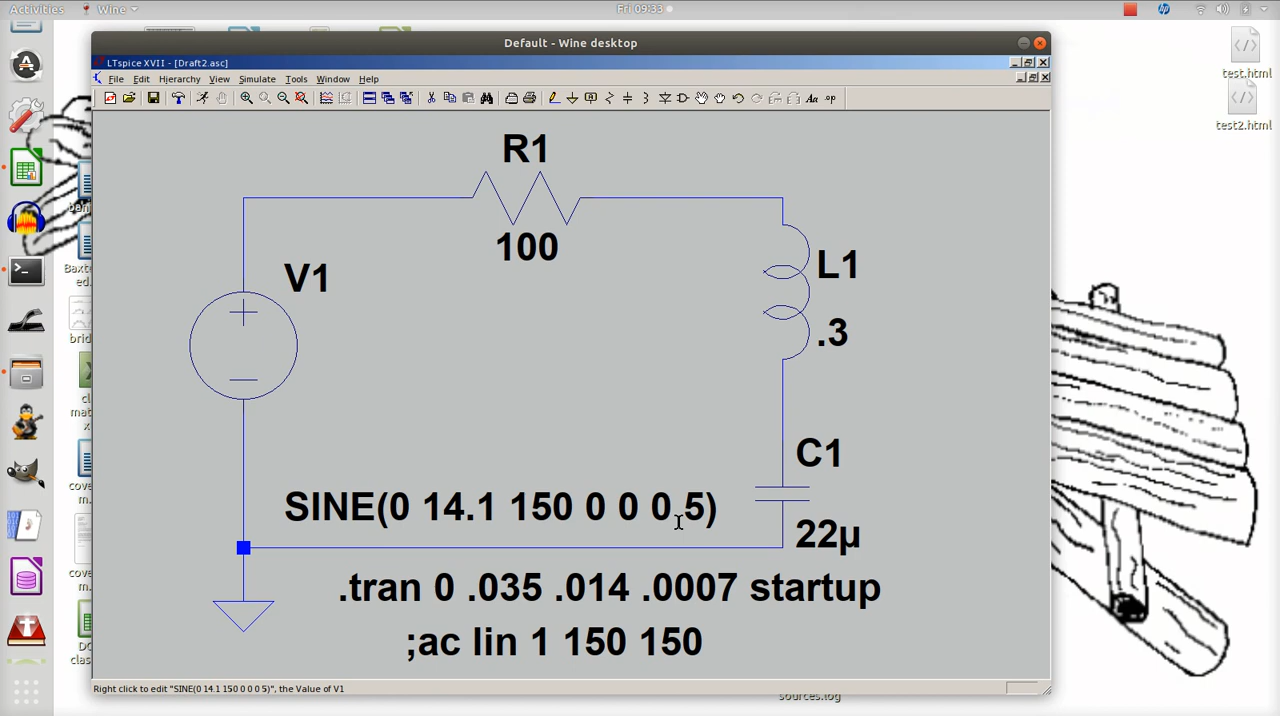 Activities
Wine
Fri 09:33
Default - Wine desktop
LTspice XVII - [Draft2.asc]
File Edit Hierarchy View Simulate Tools Window Help
test.html
test2.html
R1
100
V1
L1
.3
C1
22µ
SINE(0 14.1 150 0 0 0 5)
.tran 0 .035 .014 .0007 startup
;ac lin 1 150 150
Right click to edit "SINE(0 14.1 150 0 0 0 5)", the Value of V1
sources.log